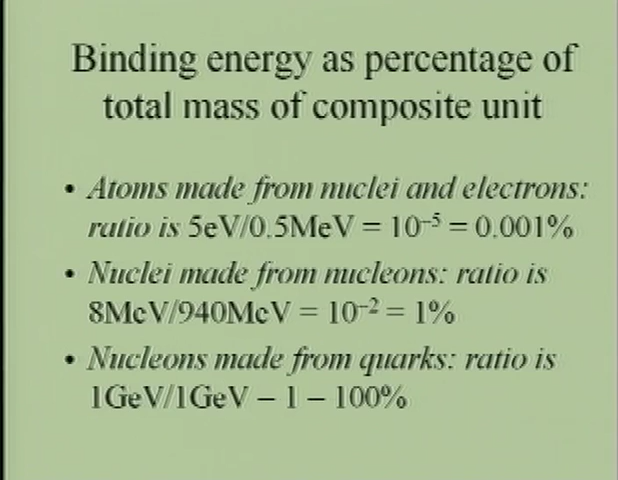 Binding energy as percentage of
total mass of composite unit
• Atoms made from nuclei and electrons:
ratio is 5eV/0.5MeV = 10⁻⁵ = 0.001%
• Nuclei made from nucleons: ratio is
8MeV/940MeV = 10⁻² = 1%
• Nucleons made from quarks: ratio is
1GeV/1GeV – 1 – 100%